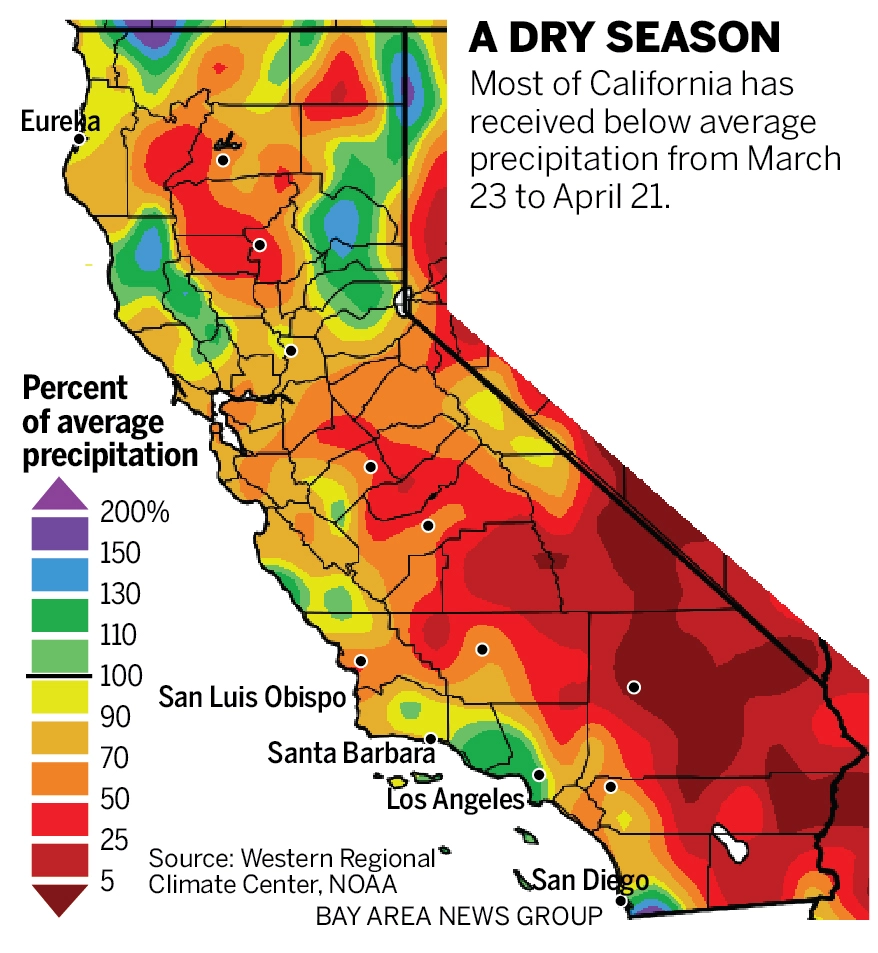 A DRY SEASON
Most of California has
received below average
precipitation from March
23 to April 21.
Eureka
Percent
of average
precipitation
200%
150
130
110
100
90
70
50
25
5
San Luis Obispo
Santa Barbara
Los Angeles
San Diego
Source: Western Regional
Climate Center, NOAA
BAY AREA NEWS GROUP